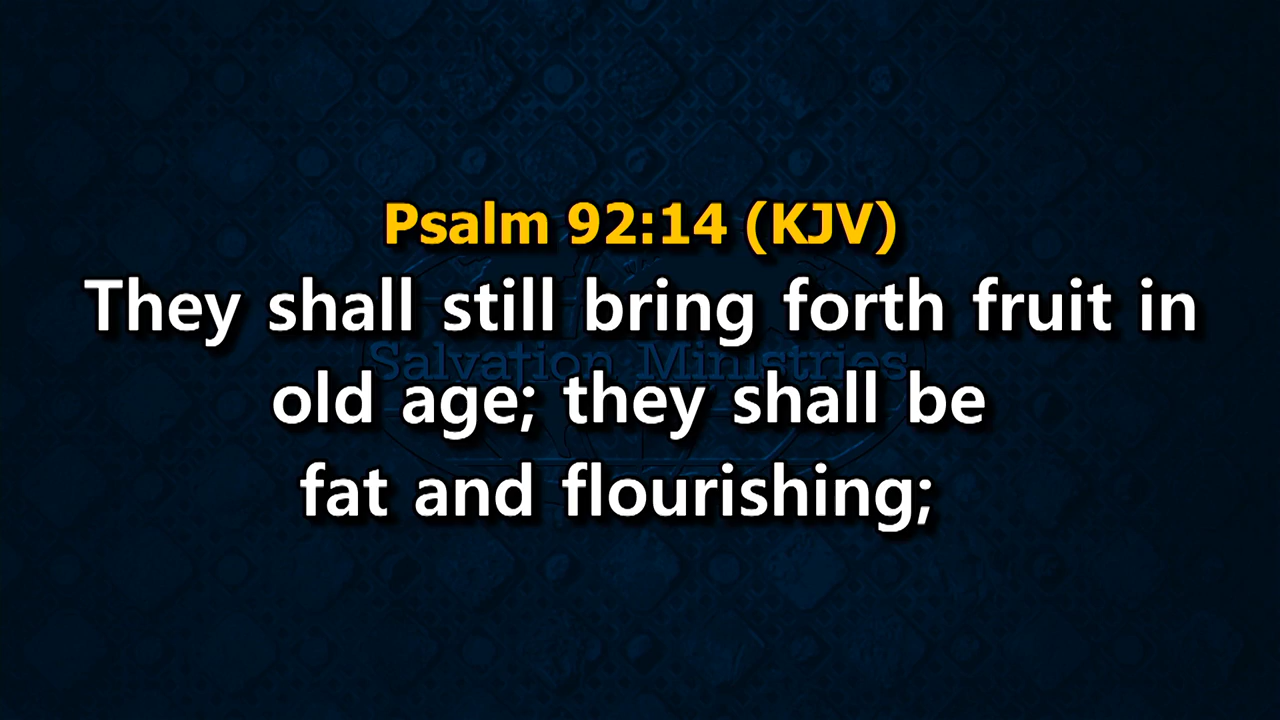 Psalm 92:14 (KJV)
They shall still bring forth fruit in
Salvation Ministries
old age; they shall be
fat and flourishing;